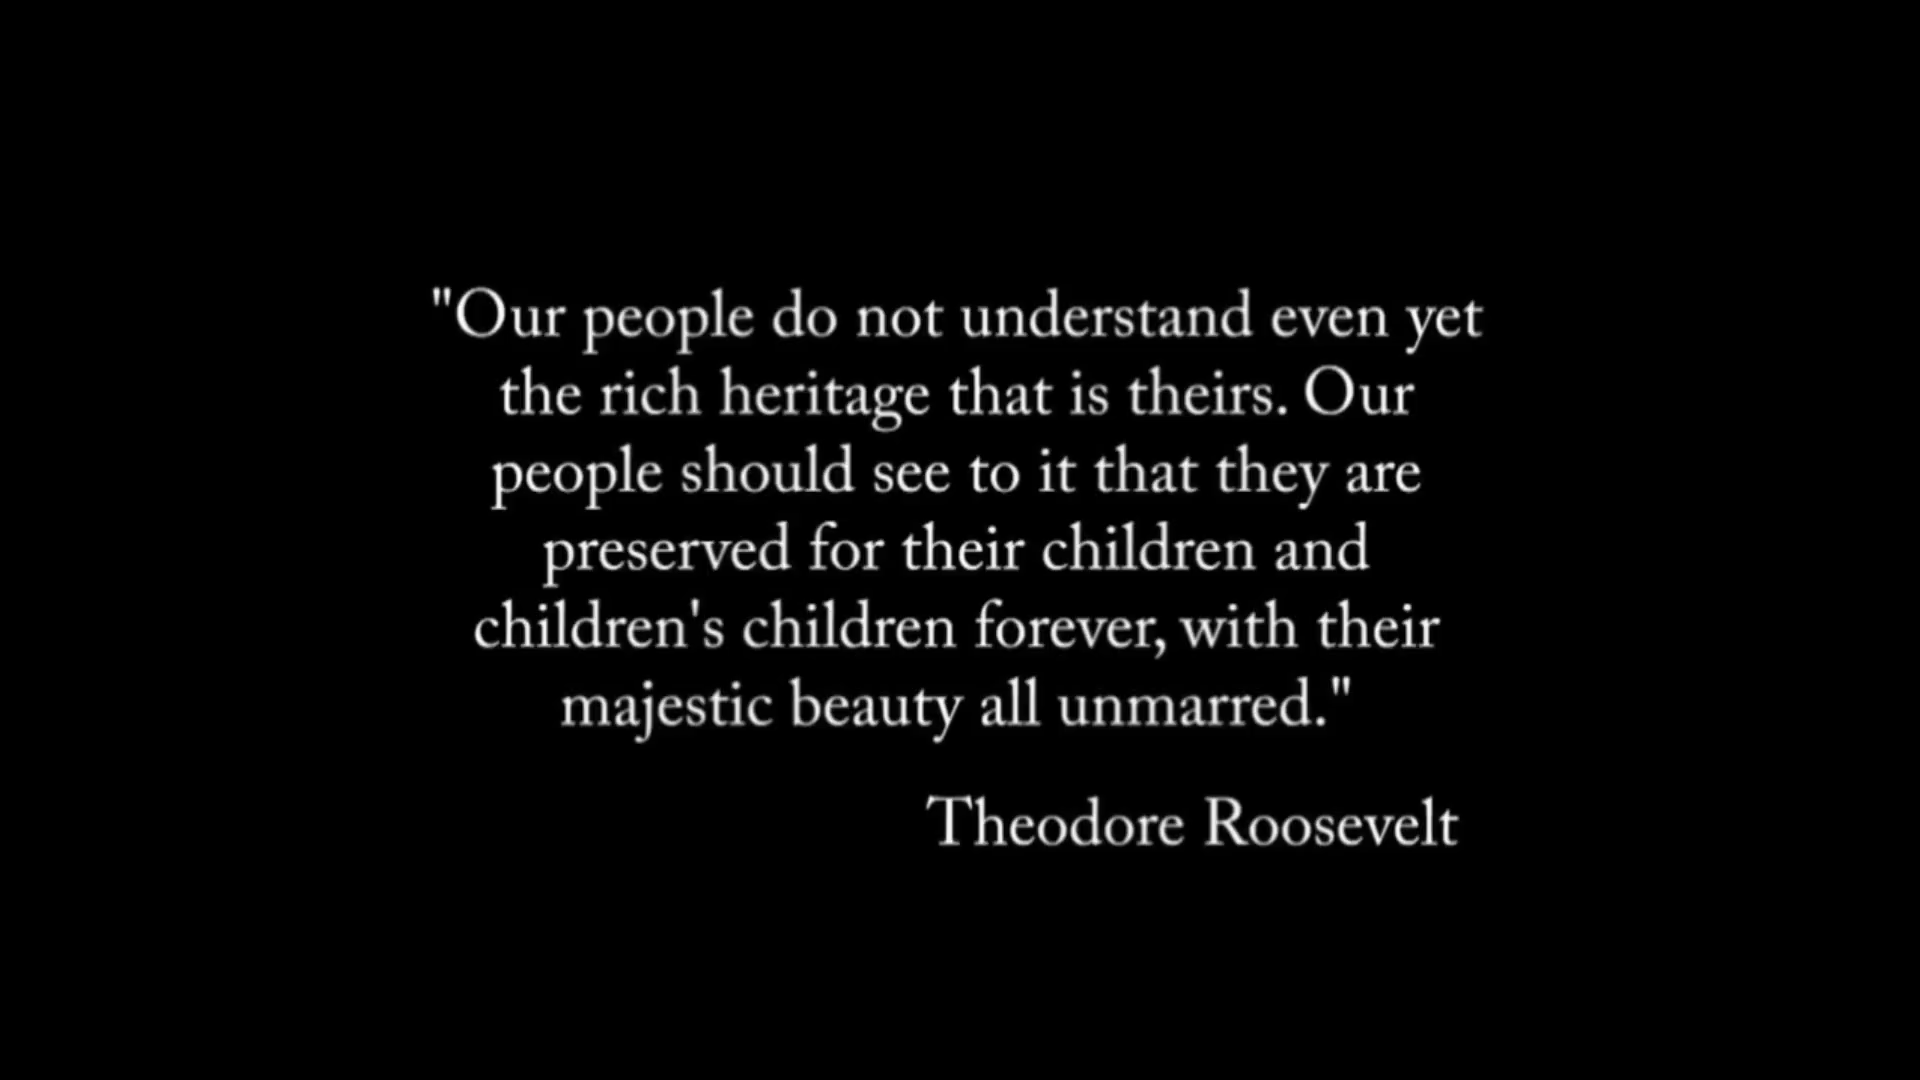 "Our people do not understand even yet
the rich heritage that is theirs. Our
people should see to it that they are
preserved for their children and
children's children forever, with their
majestic beauty all unmarred."
Theodore Roosevelt